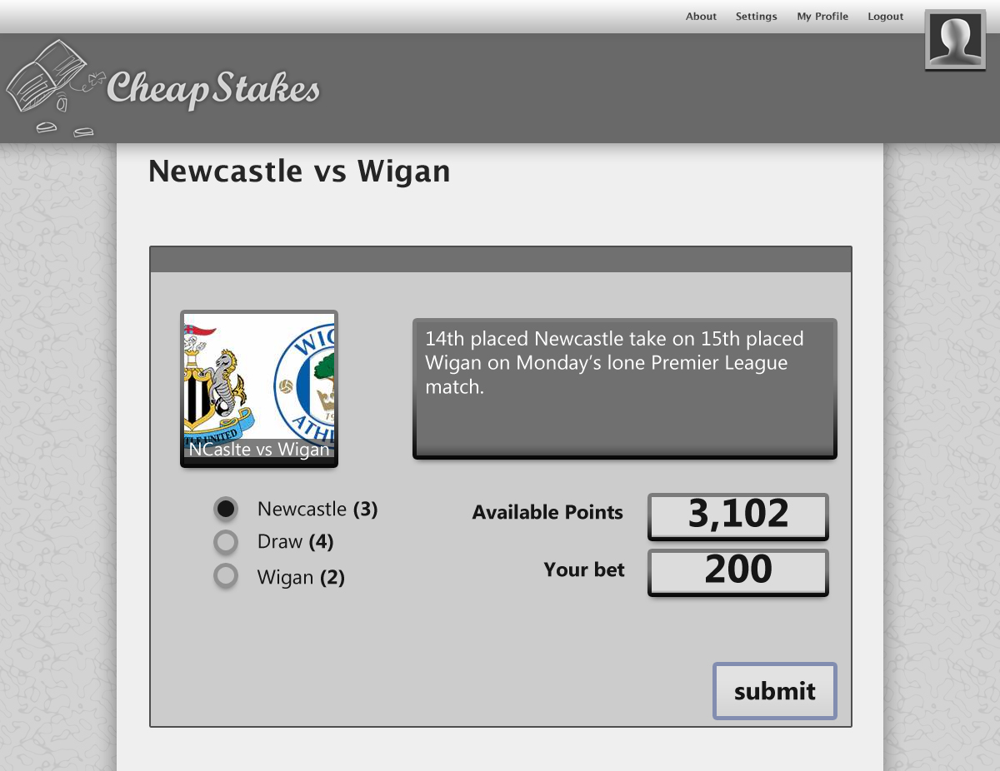 About Settings My Profile Logout
CheapStakes
Newcastle vs Wigan
14th placed Newcastle take on 15th placed
Wigan on Monday’s lone Premier League
match.
NCaslte vs Wigan
Newcastle (3)
Draw (4)
Wigan (2)
Available Points 3,102
Your bet 200
submit